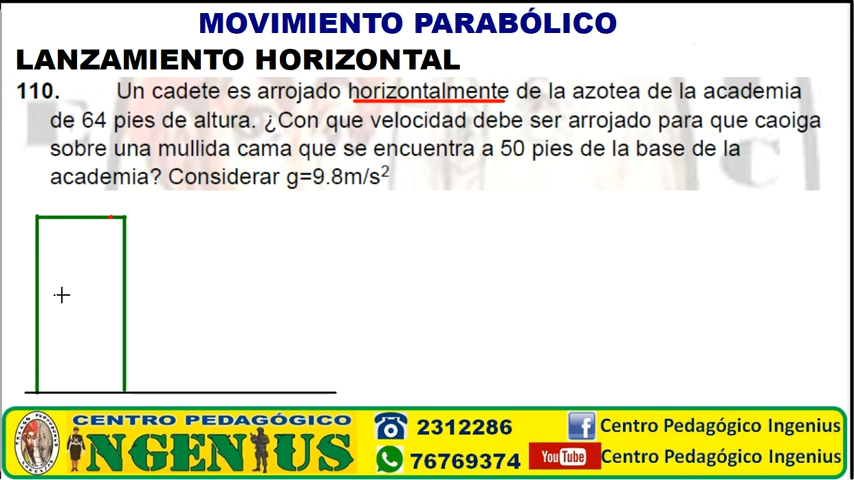 MOVIMIENTO PARABÓLICO
LANZAMIENTO HORIZONTAL
110. Un cadete es arrojado horizontalmente de la azotea de la academia
de 64 pies de altura. ¿Con que velocidad debe ser arrojado para que caoiga
sobre una mullida cama que se encuentra a 50 pies de la base de la
academia? Considerar g=9.8m/s²
CENTRO PEDAGÓGICO
INGENIUS
2312286
76769374
Centro Pedagógico Ingenius
YouTube Centro Pedagógico Ingenius